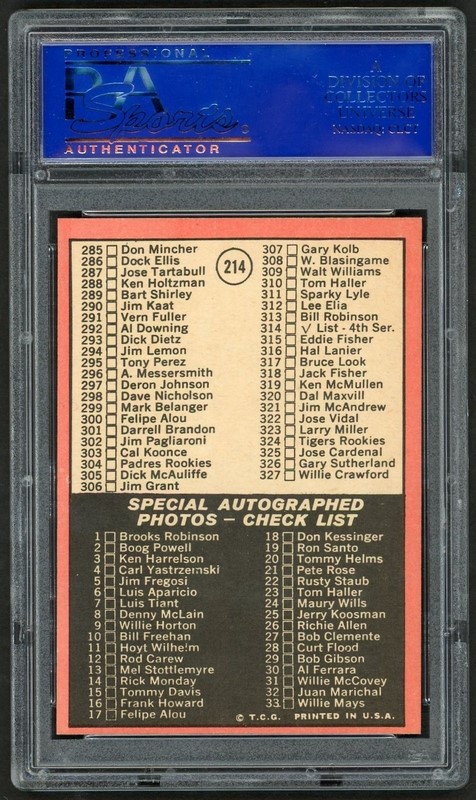 PROFESSIONAL
PSA
Sports
AUTHENTICATOR
A
DIVISION OF
COLLECTORS
UNIVERSE
NASDAQ: CLCT
214
285 Don Mincher
286 Dock Ellis
287 Jose Tartabull
288 Ken Holtzman
289 Bart Shirley
290 Jim Kaat
291 Vern Fuller
292 Al Downing
293 Dick Dietz
294 Jim Lemon
295 Tony Perez
296 A. Messersmith
297 Deron Johnson
298 Dave Nicholson
299 Mark Belanger
300 Felipe Alou
301 Darrell Brandon
302 Jim Pagliaroni
303 Cal Koonce
304 Padres Rookies
305 Dick McAuliffe
306 Jim Grant
307 Gary Kolb
308 W. Blasingame
309 Walt Williams
310 Tom Haller
311 Sparky Lyle
312 Lee Elia
313 Bill Robinson
314 √ List - 4th Ser.
315 Eddie Fisher
316 Hal Lanier
317 Bruce Look
318 Jack Fisher
319 Ken McMullen
320 Dal Maxvill
321 Jim McAndrew
322 Jose Vidal
323 Larry Miller
324 Tigers Rookies
325 Jose Cardenal
326 Gary Sutherland
327 Willie Crawford
SPECIAL AUTOGRAPHED
PHOTOS – CHECK LIST
1 Brooks Robinson
2 Boog Powell
3 Ken Harrelson
4 Carl Yastrzemski
5 Jim Fregosi
6 Luis Aparicio
7 Luis Tiant
8 Denny McLain
9 Willie Horton
10 Bill Freehan
11 Hoyt Wilhelm
12 Rod Carew
13 Mel Stottlemyre
14 Rick Monday
15 Tommy Davis
16 Frank Howard
17 Felipe Alou
18 Don Kessinger
19 Ron Santo
20 Tommy Helms
21 Pete Rose
22 Rusty Staub
23 Tom Haller
24 Maury Wills
25 Jerry Koosman
26 Richie Allen
27 Bob Clemente
28 Curt Flood
29 Bob Gibson
30 Al Ferrara
31 Willie McCovey
32 Juan Marichal
33 Willie Mays
© T.C.G. PRINTED IN U.S.A.